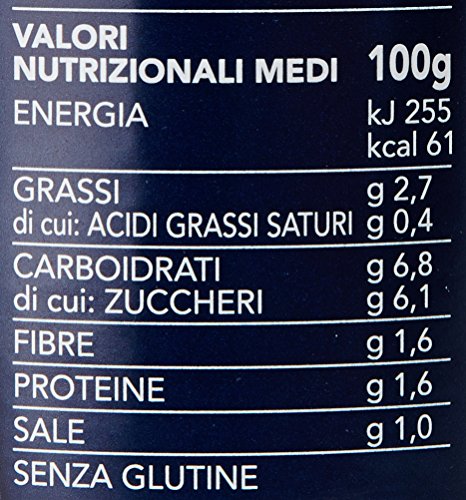 VALORI
NUTRIZIONALI MEDI 100g
ENERGIA kJ 255
kcal 61
GRASSI g 2,7
di cui: ACIDI GRASSI SATURI g 0,4
CARBOIDRATI g 6,8
di cui: ZUCCHERI g 6,1
FIBRE g 1,6
PROTEINE g 1,6
SALE g 1,0
SENZA GLUTINE